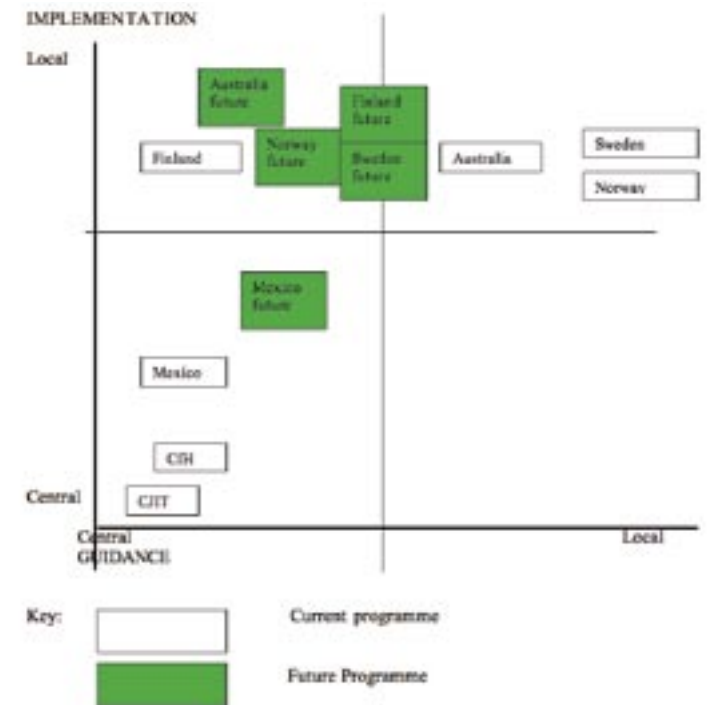 IMPLEMENTATION
Local
Australia
future
Finland
future
Finland
Norway
future
Sweden
future
Australia
Sweden
Norway
Mexico
future
Mexico
CIH
Central
CJIT
Central
Local
GUIDANCE
Key:
Current programme
Future Programme